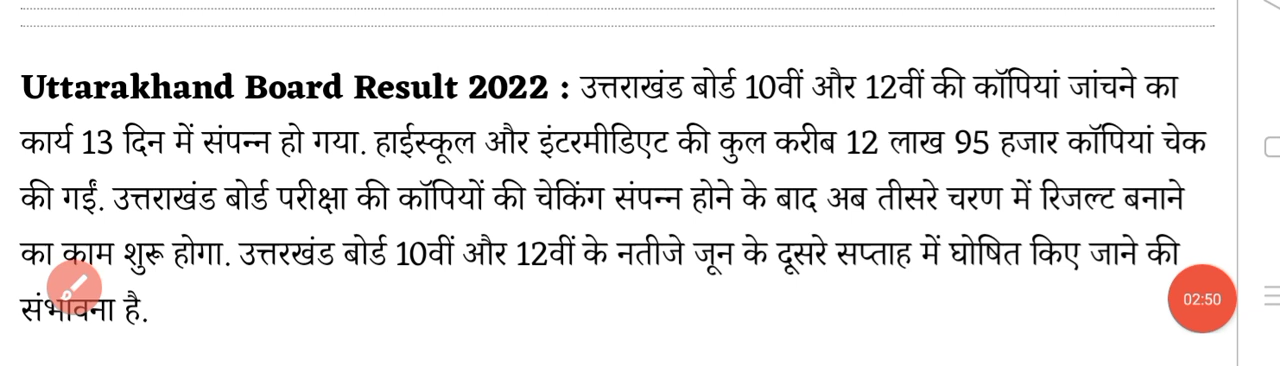 Uttarakhand Board Result 2022 : उत्तराखंड बोर्ड 10वीं और 12वीं की कॉपियां जांचने का
कार्य 13 दिन में संपन्न हो गया. हाईस्कूल और इंटरमीडिएट की कुल करीब 12 लाख 95 हजार कॉपियां चेक
की गईं. उत्तराखंड बोर्ड परीक्षा की कॉपियों की चेकिंग संपन्न होने के बाद अब तीसरे चरण में रिजल्ट बनाने
का काम शुरू होगा. उत्तरखंड बोर्ड 10वीं और 12वीं के नतीजे जून के दूसरे सप्ताह में घोषित किए जाने की
संभावना है.
02:50